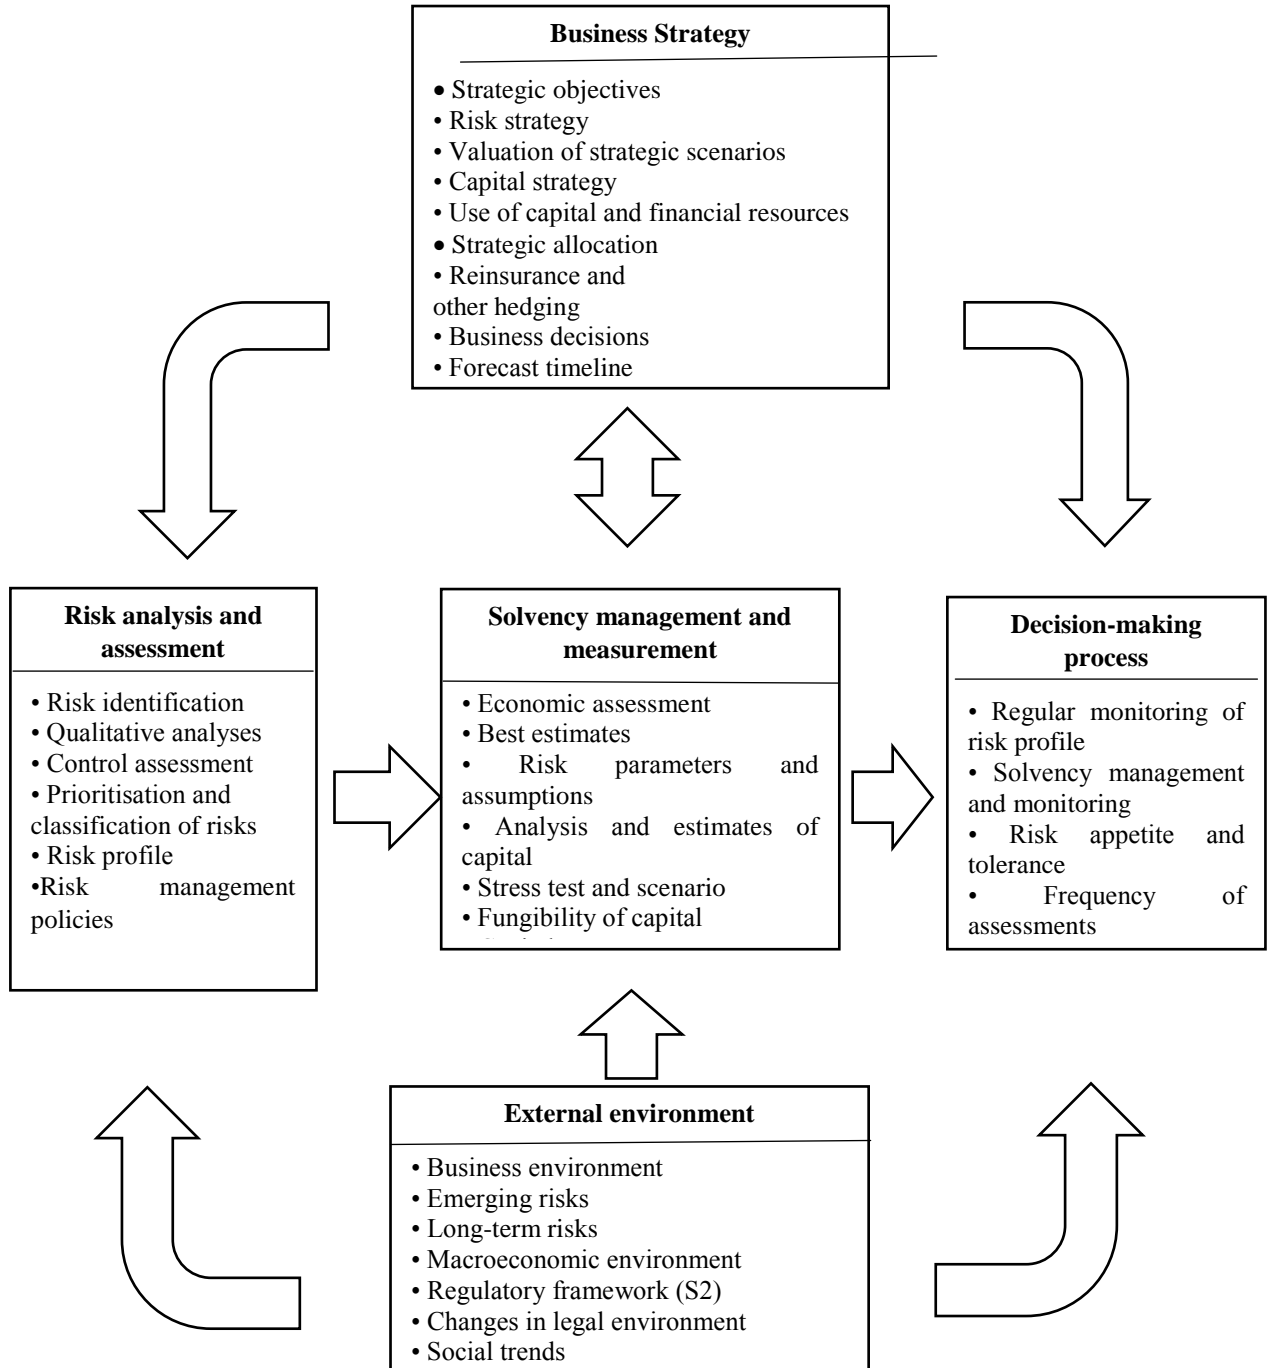 Business Strategy
• Strategic objectives
• Risk strategy
• Valuation of strategic scenarios
• Capital strategy
• Use of capital and financial resources
• Strategic allocation
• Reinsurance and
other hedging
• Business decisions
• Forecast timeline
Risk analysis and
assessment
• Risk identification
• Qualitative analyses
• Control assessment
• Prioritisation and
classification of risks
• Risk profile
•Risk management
policies
Solvency management and
measurement
• Economic assessment
• Best estimates
• Risk parameters and
assumptions
• Analysis and estimates of
capital
• Stress test and scenario
• Fungibility of capital
Decision-making
process
• Regular monitoring of
risk profile
• Solvency management
and monitoring
• Risk appetite and
tolerance
• Frequency of
assessments
External environment
• Business environment
• Emerging risks
• Long-term risks
• Macroeconomic environment
• Regulatory framework (S2)
• Changes in legal environment
• Social trends